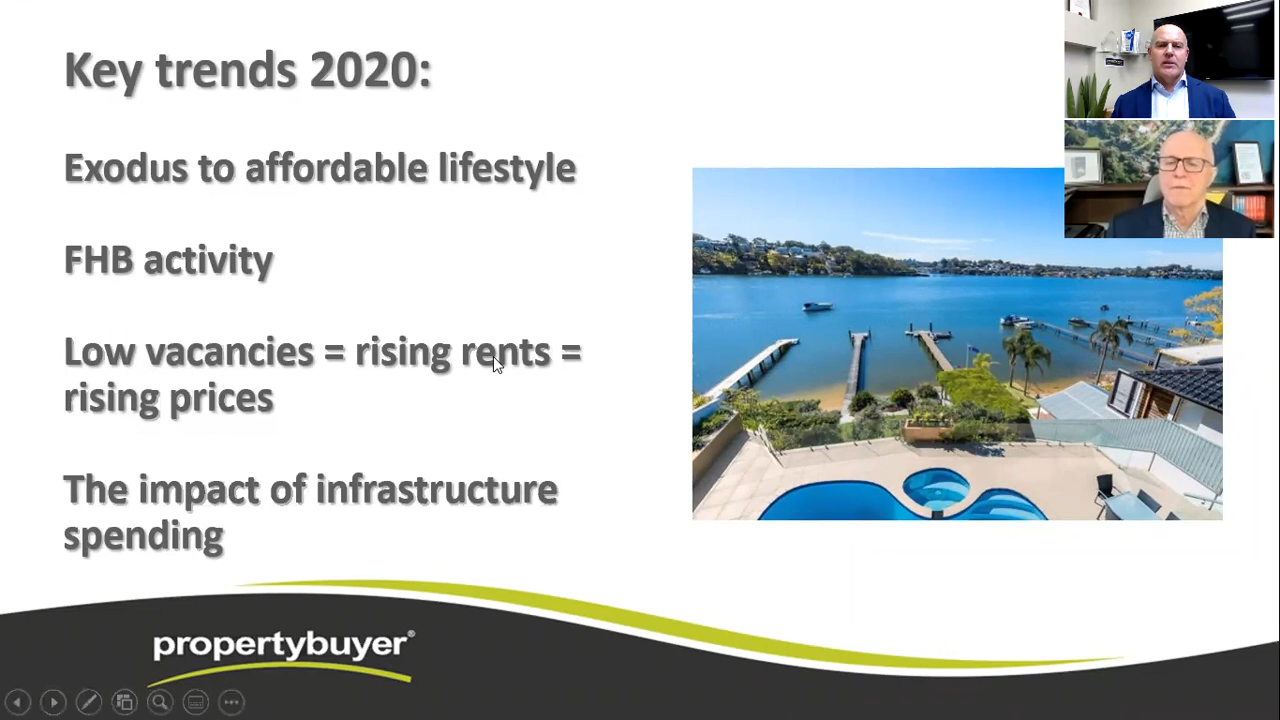 Key trends 2020:
Exodus to affordable lifestyle
FHB activity
Low vacancies = rising rents =
rising prices
The impact of infrastructure
spending
propertybuyer®